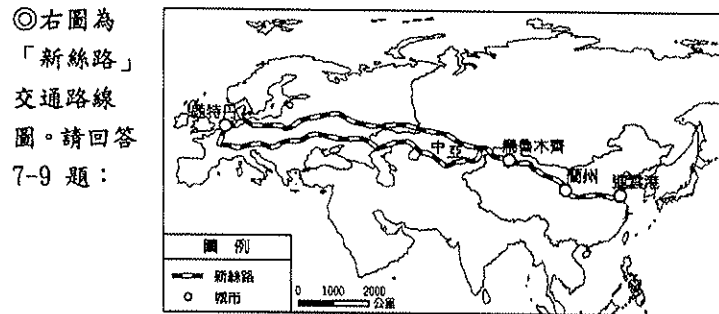 ◎右圖為
「新絲路」
交通路線
圖。請回答
7-9 題：
鹿特丹
中亞
烏魯木齊
蘭州
連雲港
圖 例
新絲路
城市
0 1000 2000
公里